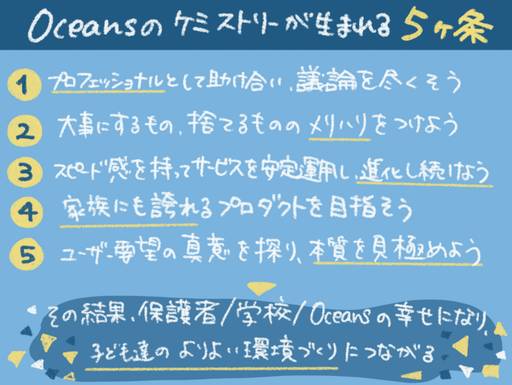 Oceansの ケミストリーが生まれる 5ヶ条
1 プロフェッショナルとして助け合い、議論を尽くそう
2 大事にするもの、捨てるものの メリハリをつけよう
3 スピード感を持ってサービスを安定運用し、進化し続けよう
4 家族にも誇れるプロダクトを目指そう
5 ユーザー要望の真意を探り、本質を見極めよう
その結果、保護者/学校/Oceansの幸せになり、
子ども達の よりよい環境づくりにつながる